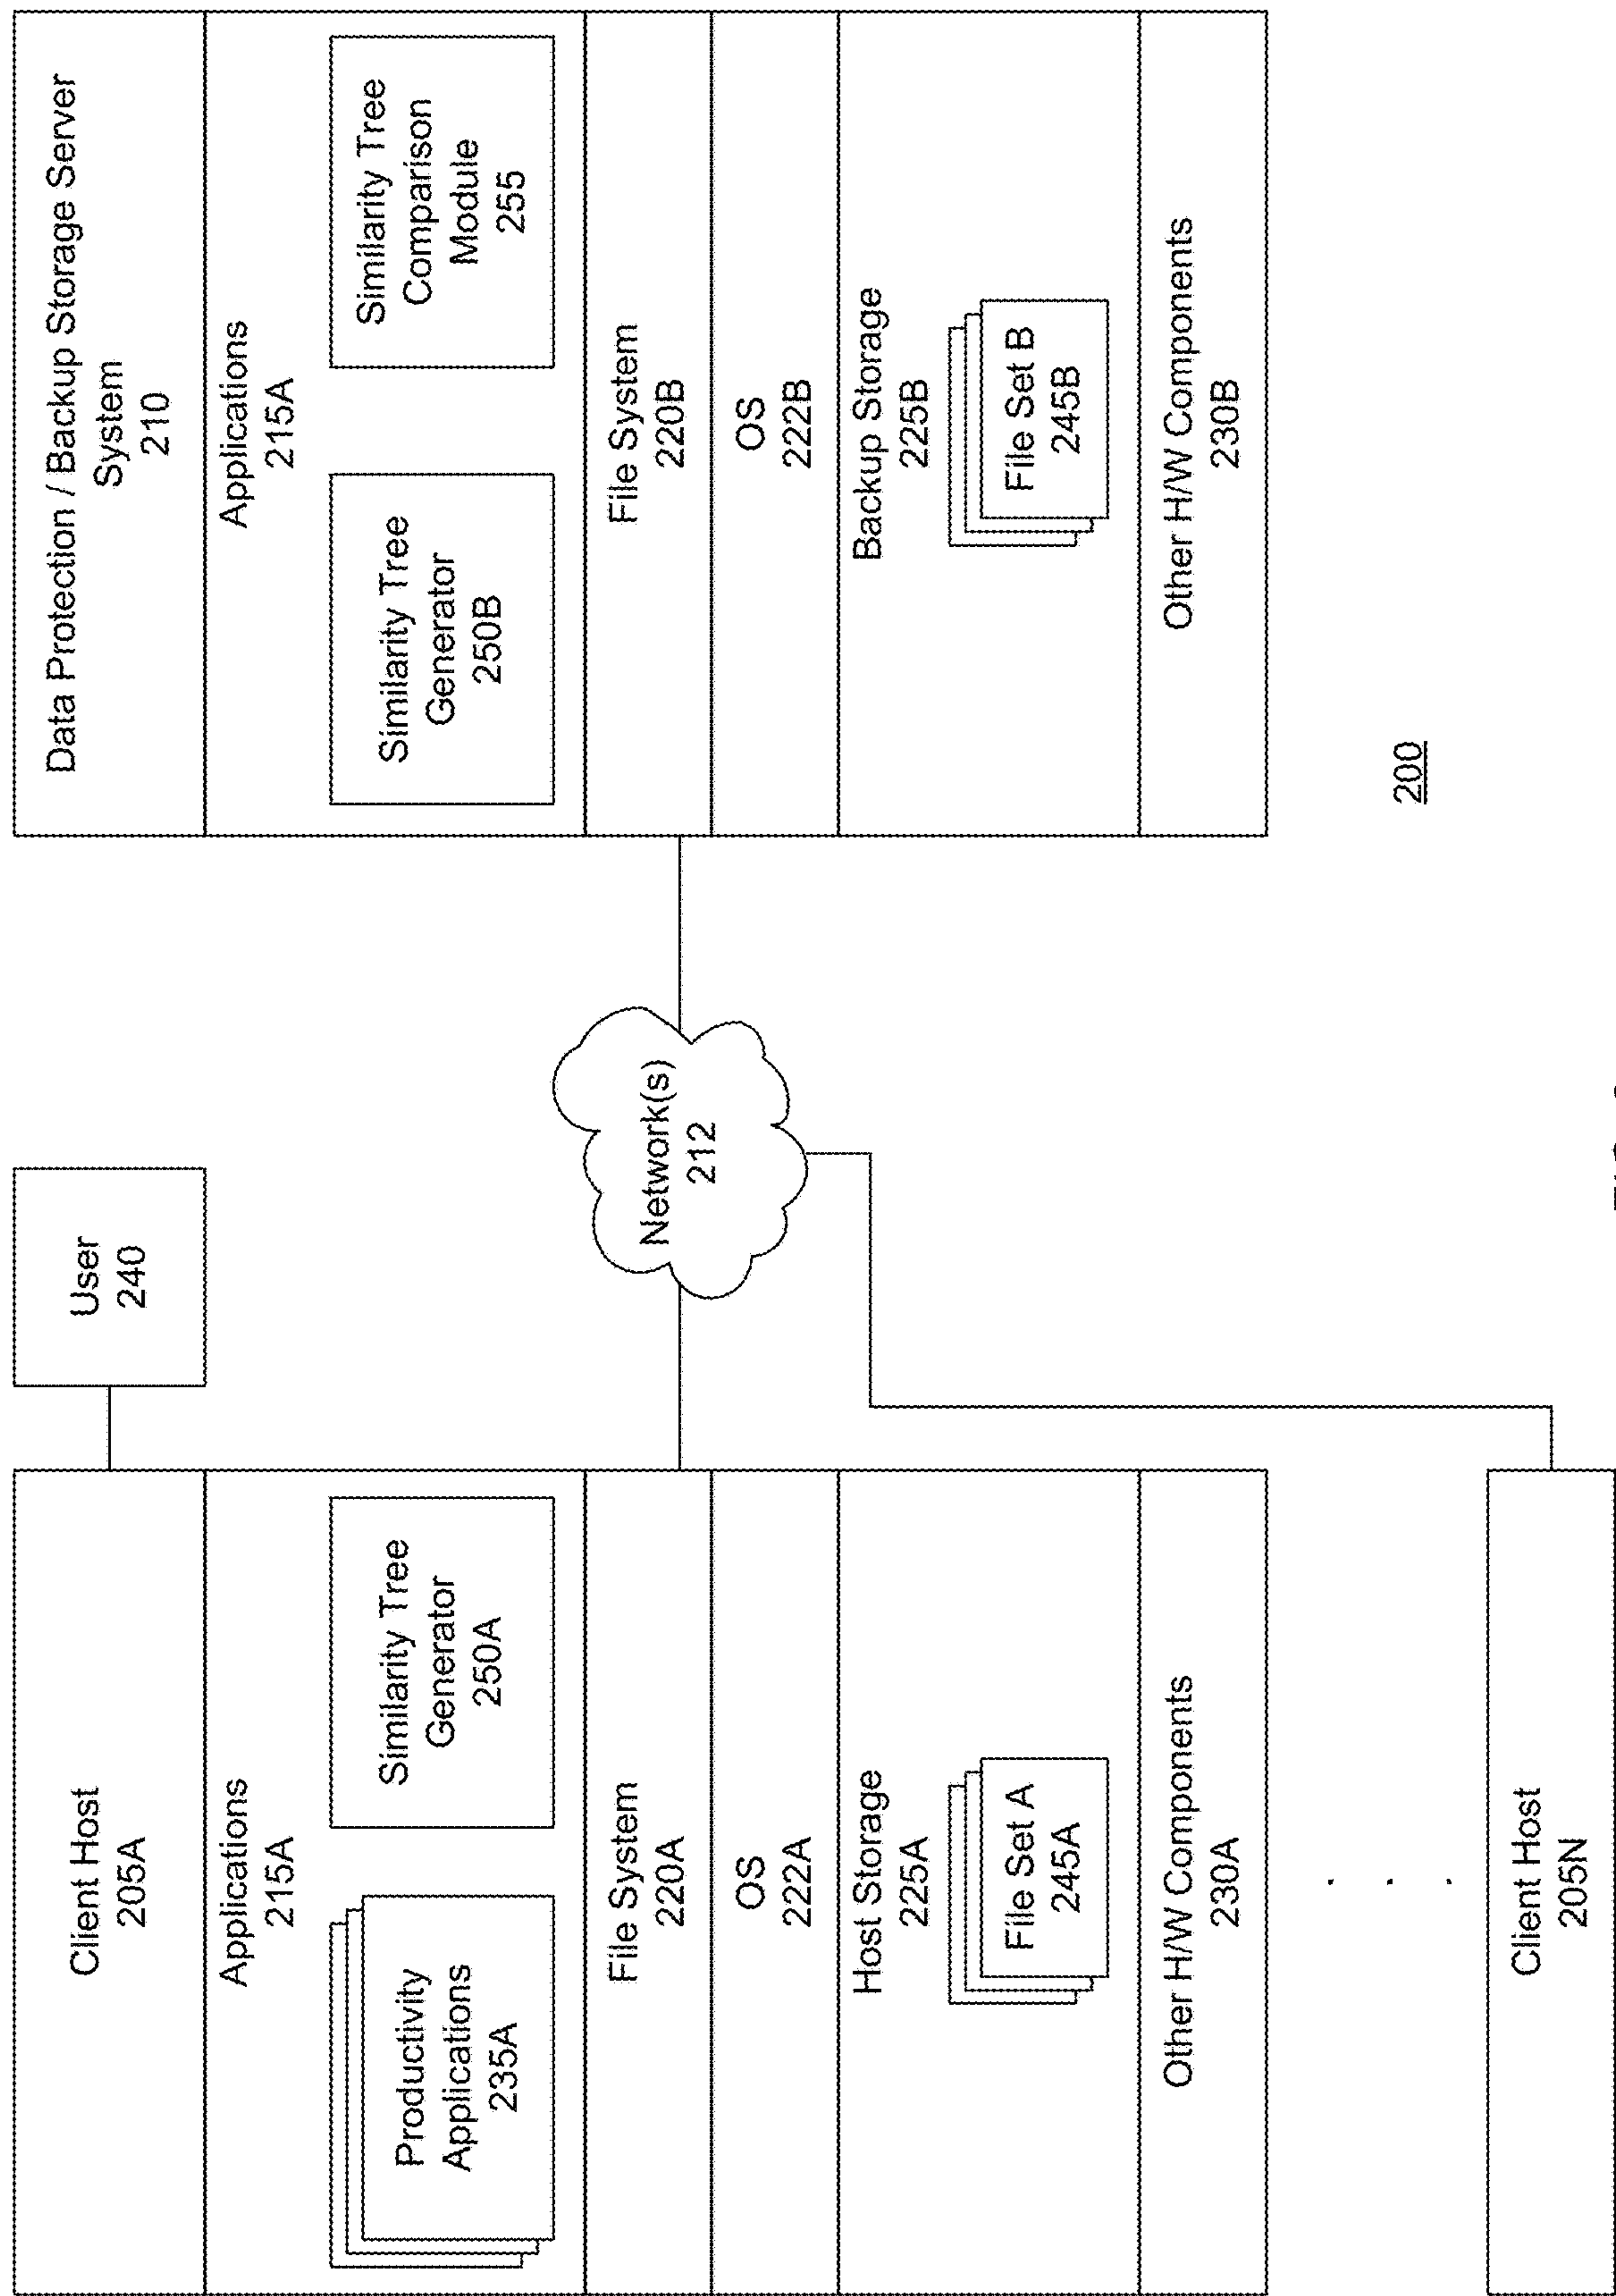 Client Host
205A
Applications
215A
Productivity
Applications
235A
Similarity Tree
Generator
250A
File System
220A
OS
222A
Host Storage
225A
File Set A
245A
Other H/W Components
230A
. . .
Client Host
205N
User
240
Network(s)
212
Data Protection / Backup Storage Server
System
210
Applications
215A
Similarity Tree
Generator
250B
Similarity Tree
Comparison
Module
255
File System
220B
OS
222B
Backup Storage
225B
File Set B
245B
Other H/W Components
230B
200